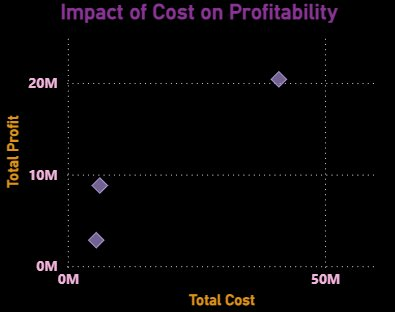 Impact of Cost on Profitability
Total Profit
20M
10M
0M
0M 50M
Total Cost